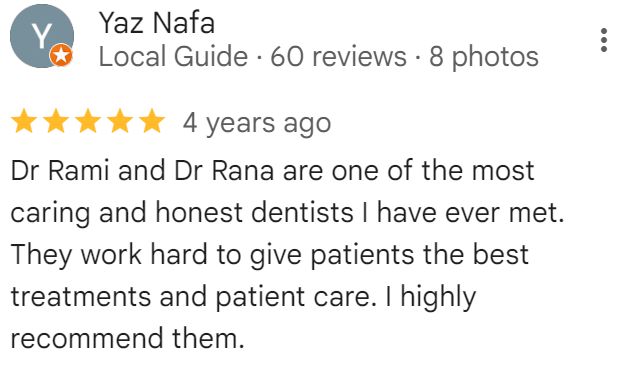 Y
Yaz Nafa
Local Guide · 60 reviews · 8 photos
4 years ago
Dr Rami and Dr Rana are one of the most
caring and honest dentists I have ever met.
They work hard to give patients the best
treatments and patient care. I highly
recommend them.